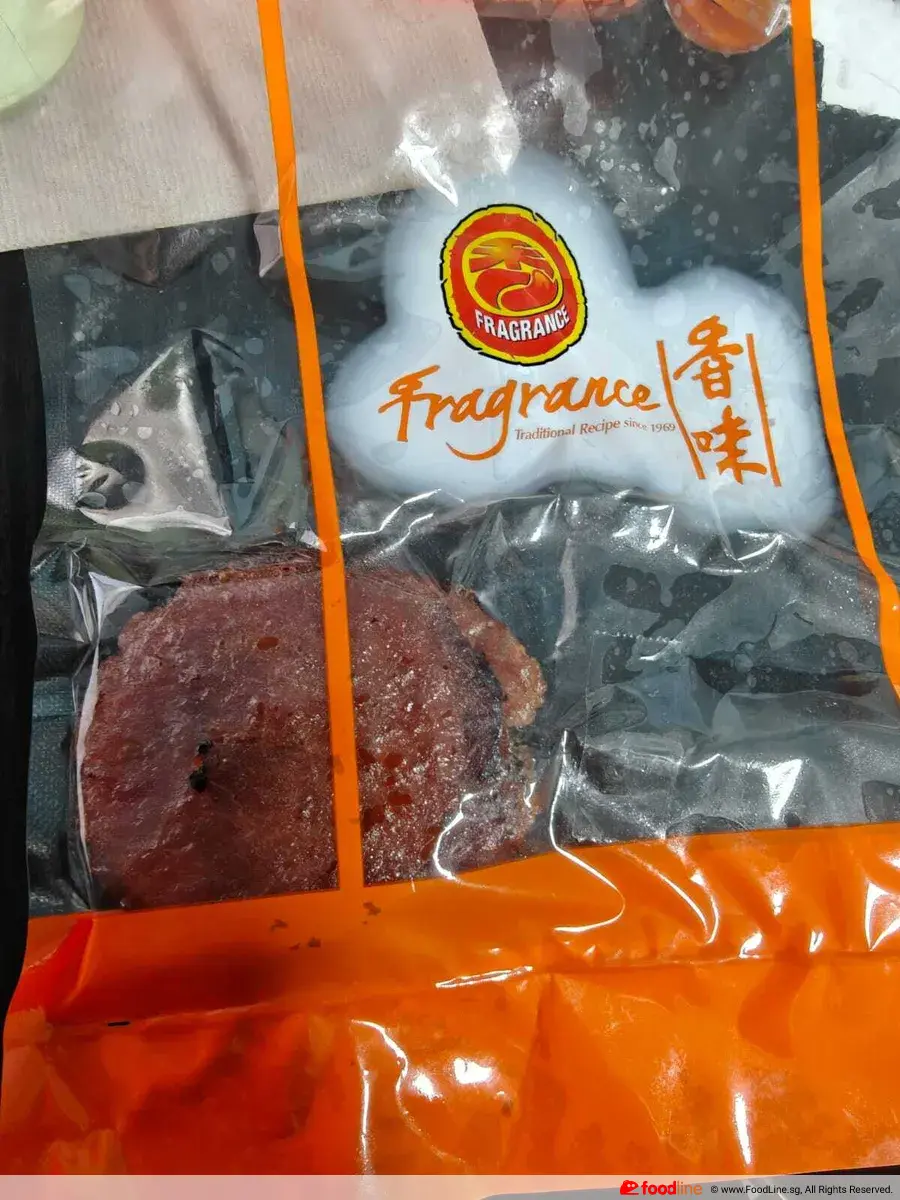 FRAGRANCE
Fragrance
Traditional Recipe since 1969
香味
foodline © www.FoodLine.sg, All Rights Reserved.